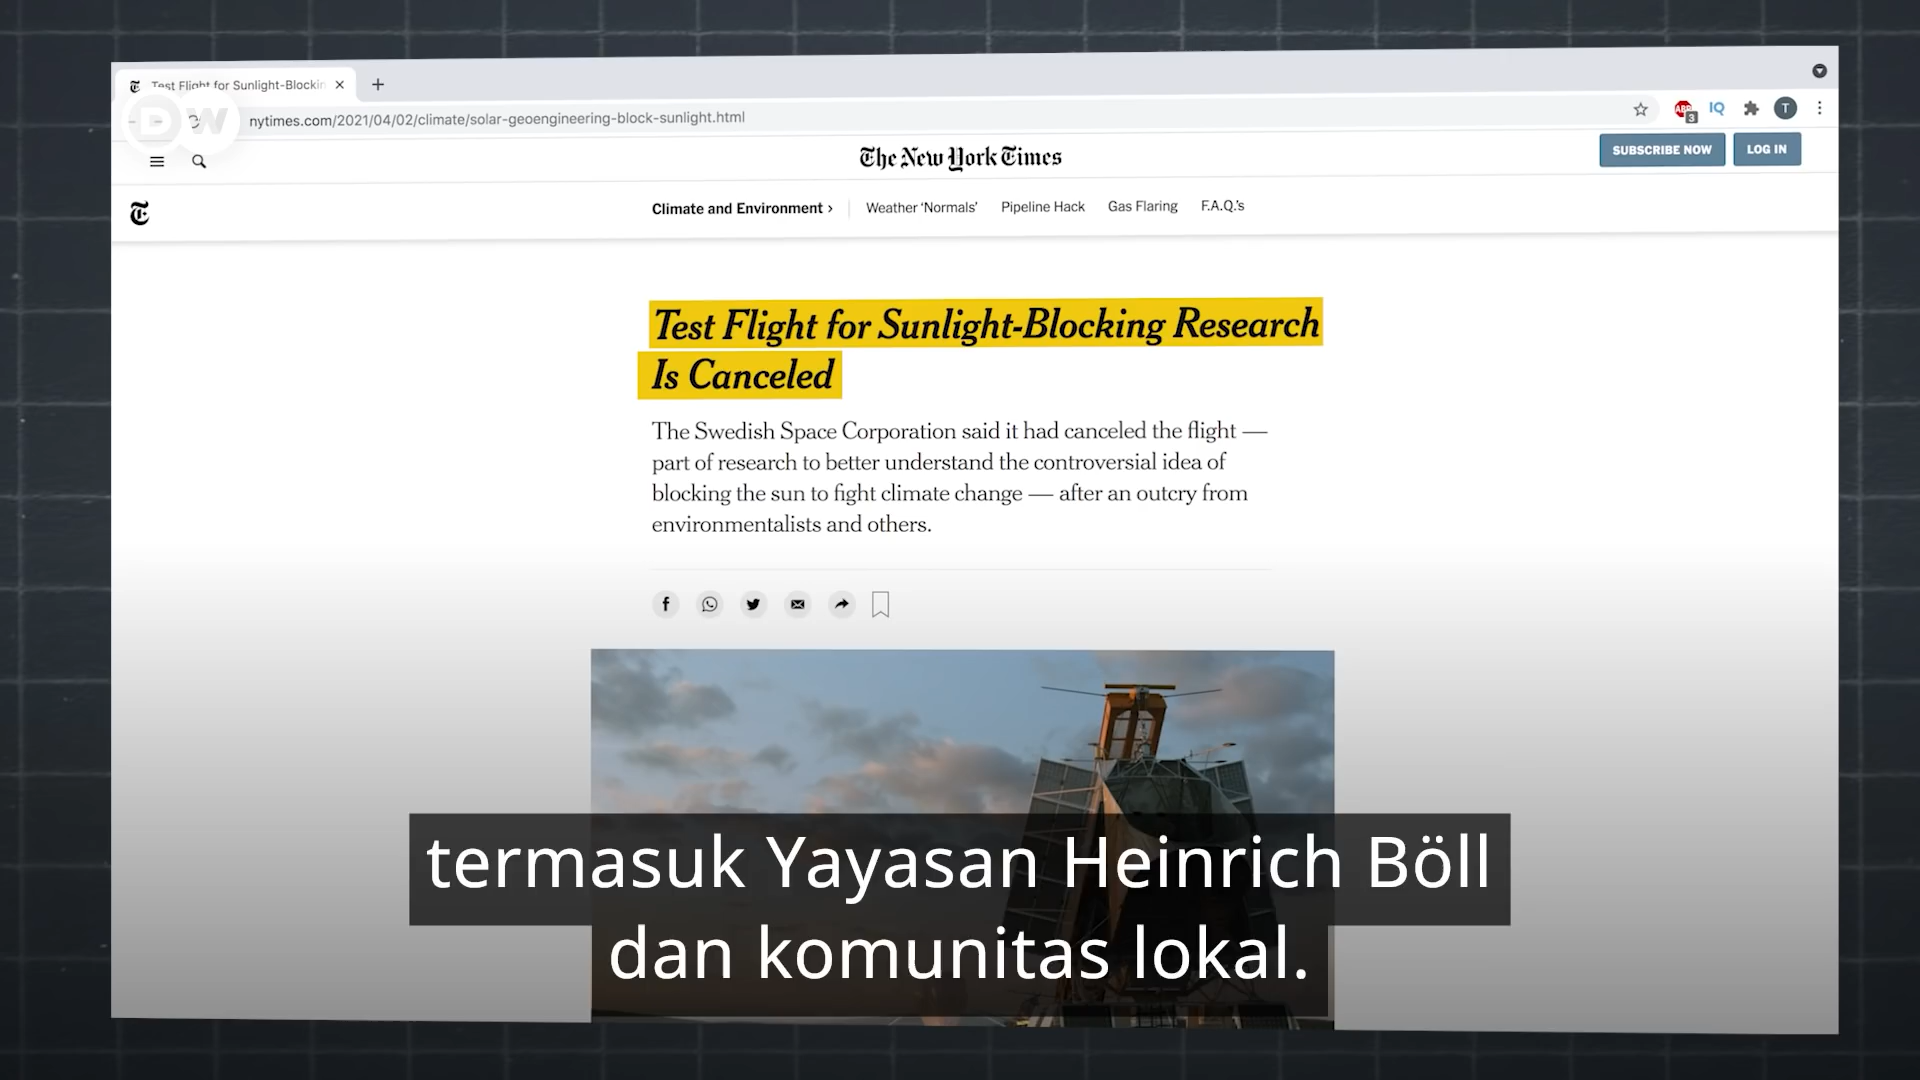 Test Flight for Sunlight-Blockin
DW
nytimes.com/2021/04/02/climate/solar-geoengineering-block-sunlight.html
ABP
3
IQ
T
The New York Times
SUBSCRIBE NOW
LOG IN
T
Climate and Environment ›
Weather ‘Normals’
Pipeline Hack
Gas Flaring
F.A.Q.’s
Test Flight for Sunlight-Blocking Research
Is Canceled
The Swedish Space Corporation said it had canceled the flight —
part of research to better understand the controversial idea of
blocking the sun to fight climate change — after an outcry from
environmentalists and others.
termasuk Yayasan Heinrich Böll
dan komunitas lokal.